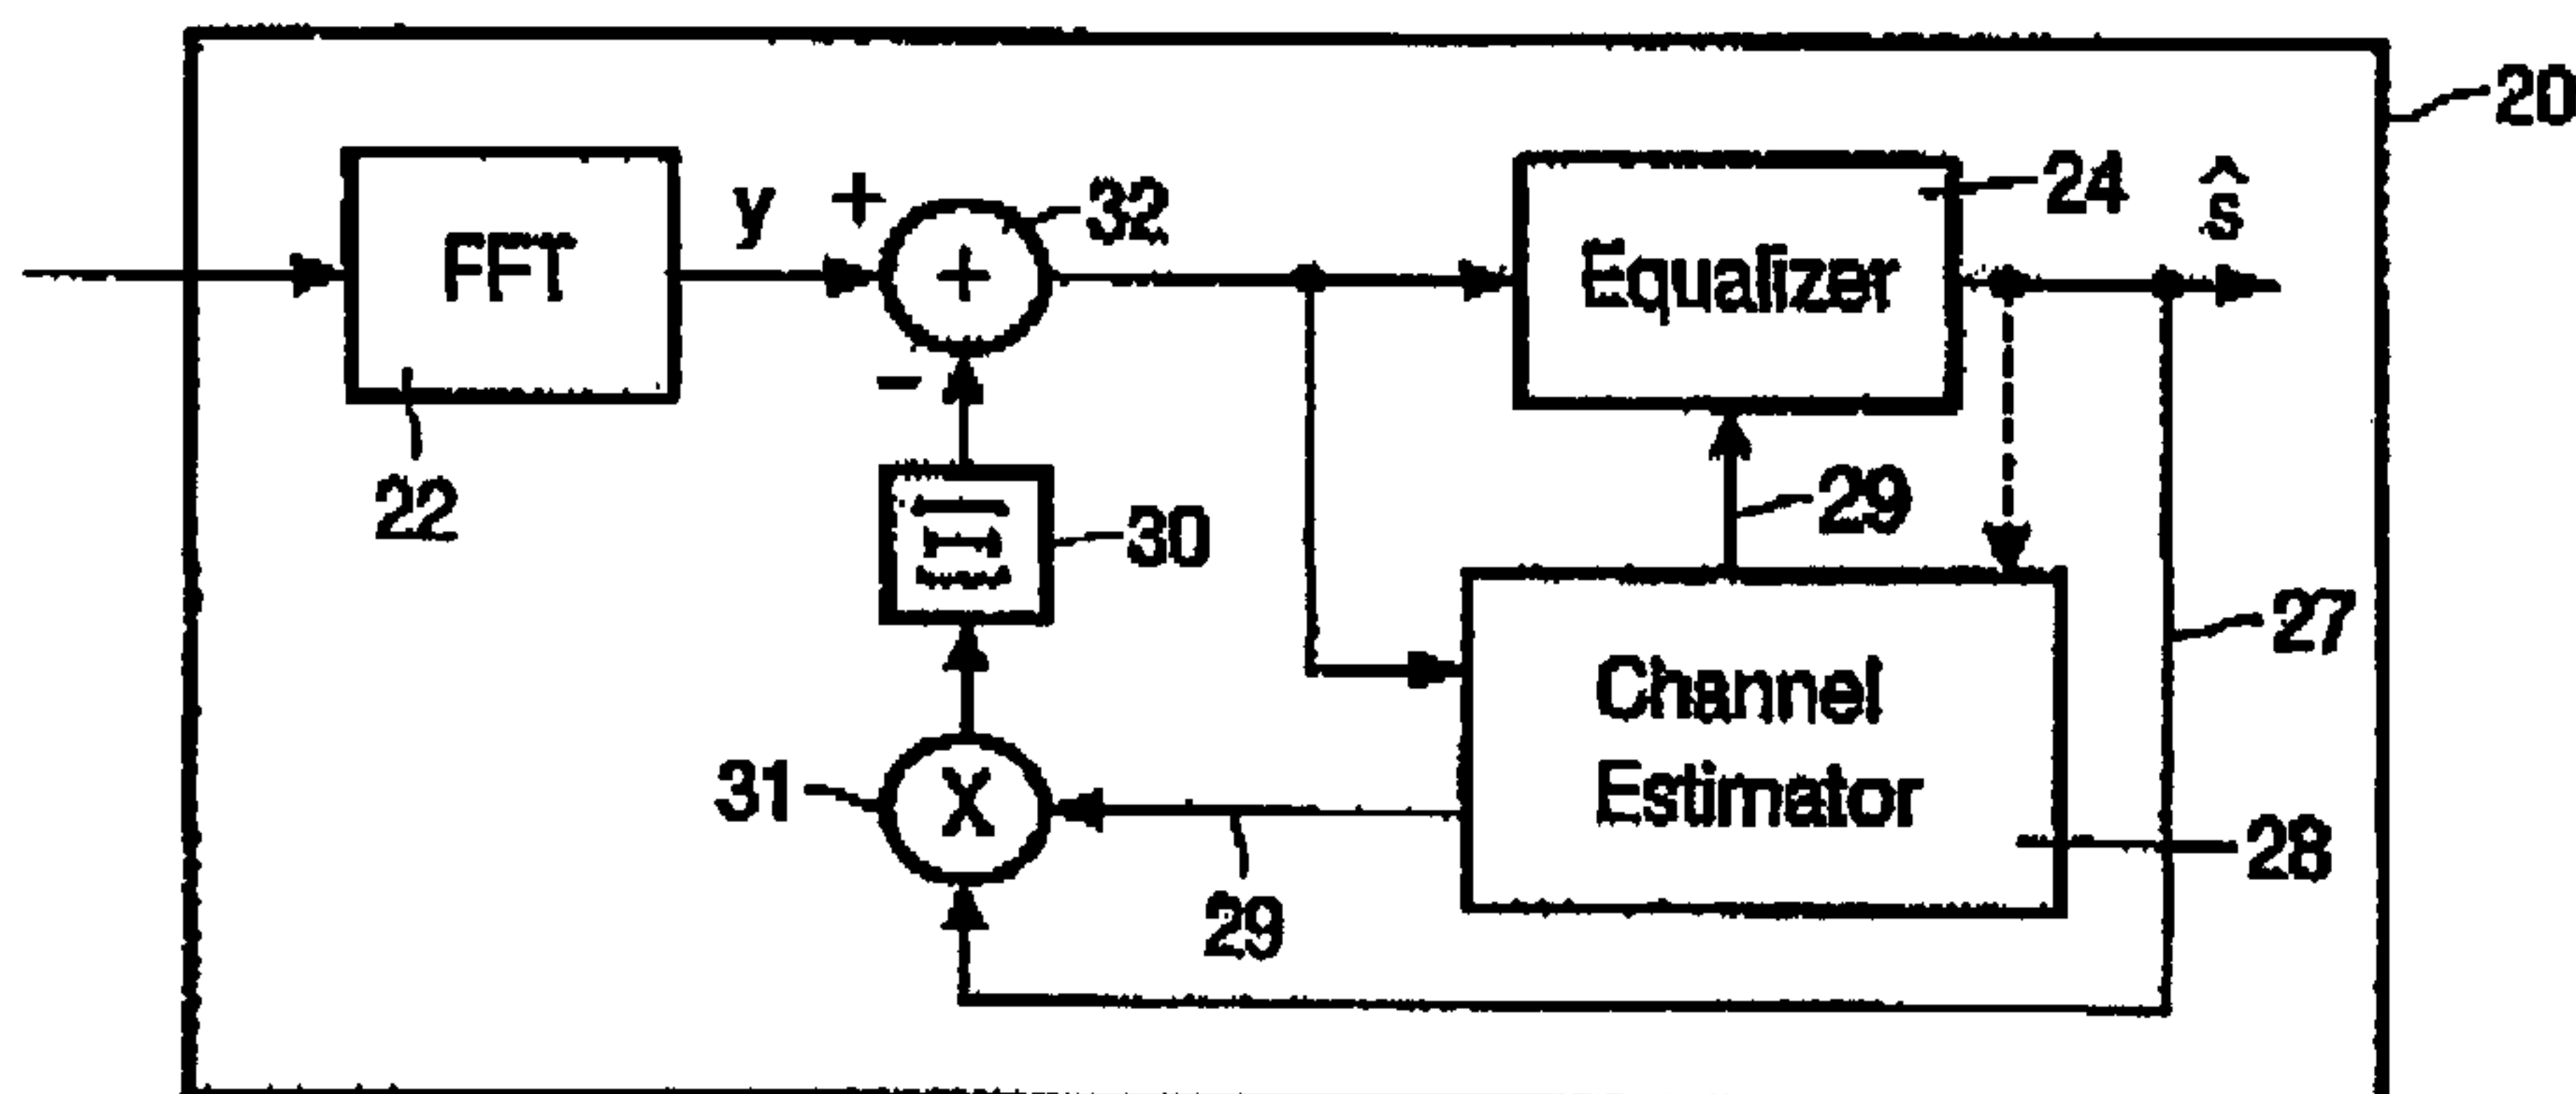 20
FFT
y
+
+
-
32
Equalizer
24
ŝ
22
Ξ
30
29
27
Channel
Estimator
31
X
29
28